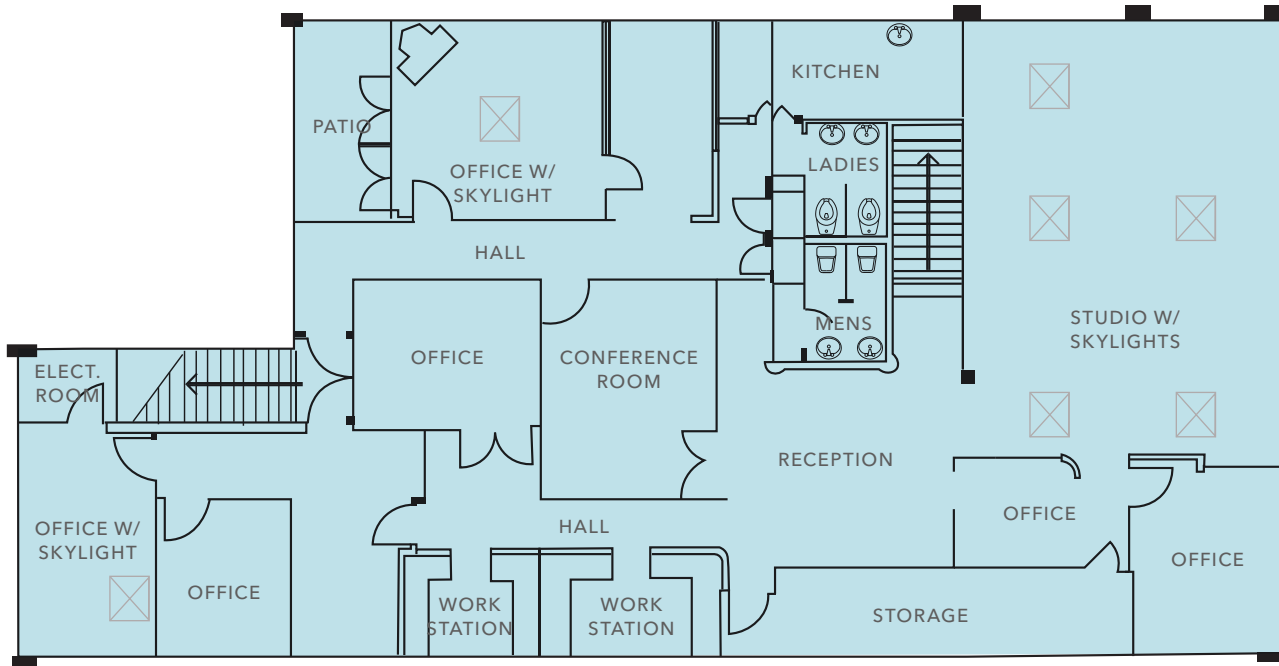 KITCHEN
PATIO
LADIES
OFFICE W/
SKYLIGHT
HALL
MENS
STUDIO W/
SKYLIGHTS
ELECT.
ROOM
OFFICE
CONFERENCE
ROOM
RECEPTION
OFFICE W/
SKYLIGHT
HALL
OFFICE
OFFICE
OFFICE
WORK
STATION
WORK
STATION
STORAGE